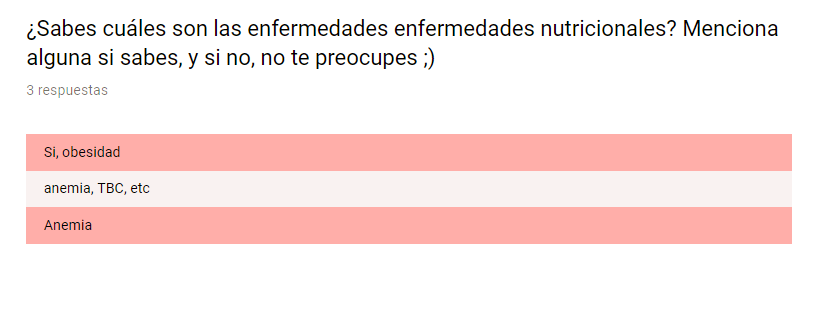 ¿Sabes cuáles son las enfermedades enfermedades nutricionales? Menciona
alguna si sabes, y si no, no te preocupes ;)
3 respuestas
Si, obesidad
anemia, TBC, etc
Anemia